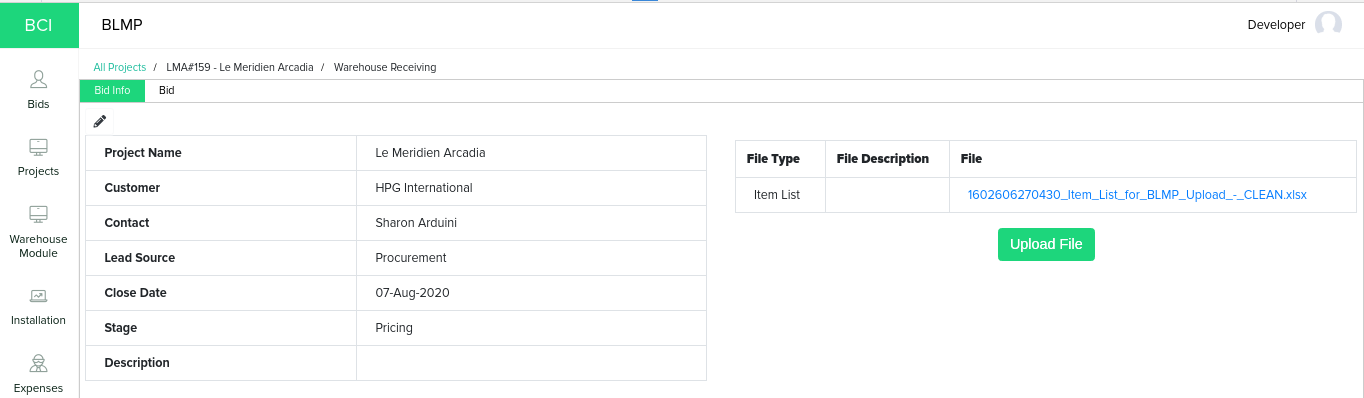 BCI
BLMP
Developer
All Projects / LMA#159 - Le Meridien Arcadia / Warehouse Receiving
Bid Info Bid
Bids
Projects
Warehouse
Module
Installation
Expenses
Project Name Le Meridien Arcadia
Customer HPG International
Contact Sharon Arduini
Lead Source Procurement
Close Date 07-Aug-2020
Stage Pricing
Description
File Type File Description File
Item List 1602606270430_Item_List_for_BLMP_Upload_-_CLEAN.xlsx
Upload File